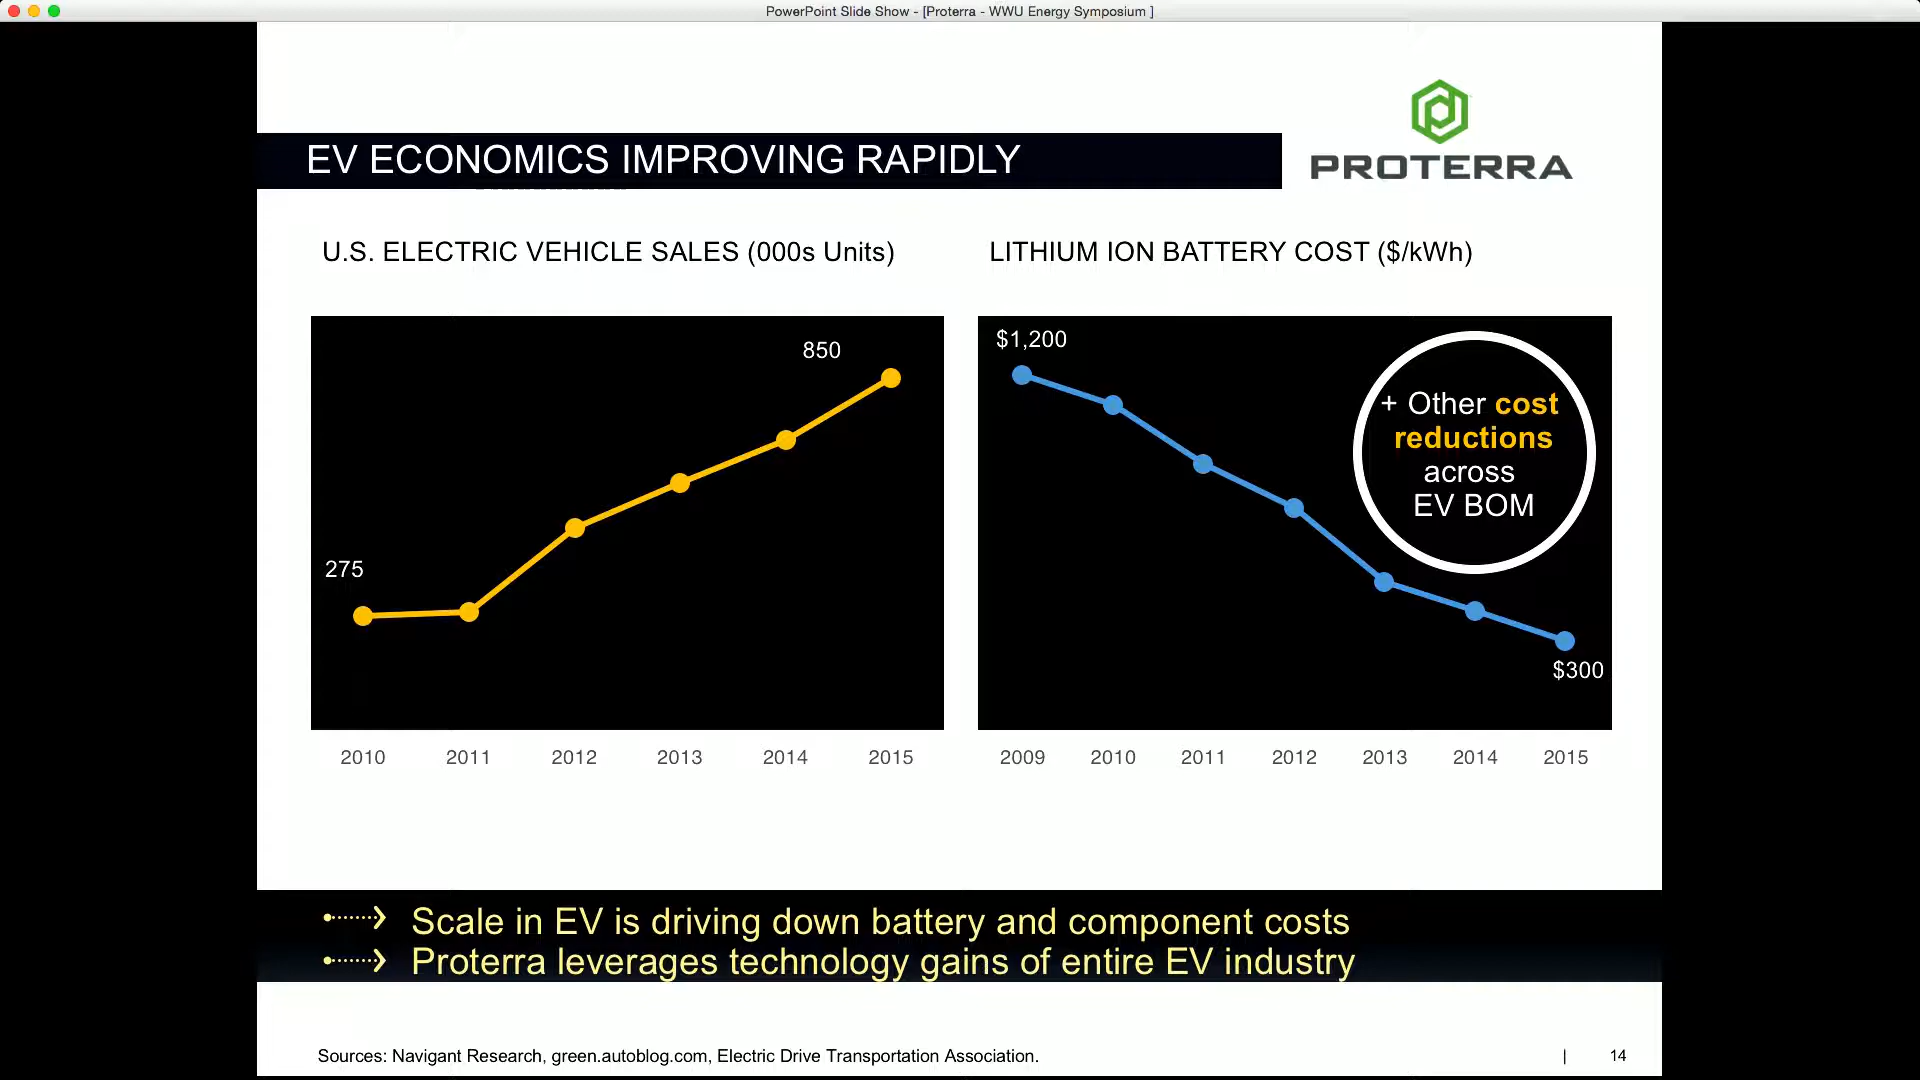 PowerPoint Slide Show - [Proterra - WWU Energy Symposium ]
EV ECONOMICS IMPROVING RAPIDLY
PROTERRA
U.S. ELECTRIC VEHICLE SALES (000s Units)
850
275
2010 2011 2012 2013 2014 2015
LITHIUM ION BATTERY COST ($/kWh)
$1,200
+ Other cost
reductions
across
EV BOM
$300
2009 2010 2011 2012 2013 2014 2015
Scale in EV is driving down battery and component costs
Proterra leverages technology gains of entire EV industry
Sources: Navigant Research, green.autoblog.com, Electric Drive Transportation Association.
| 14